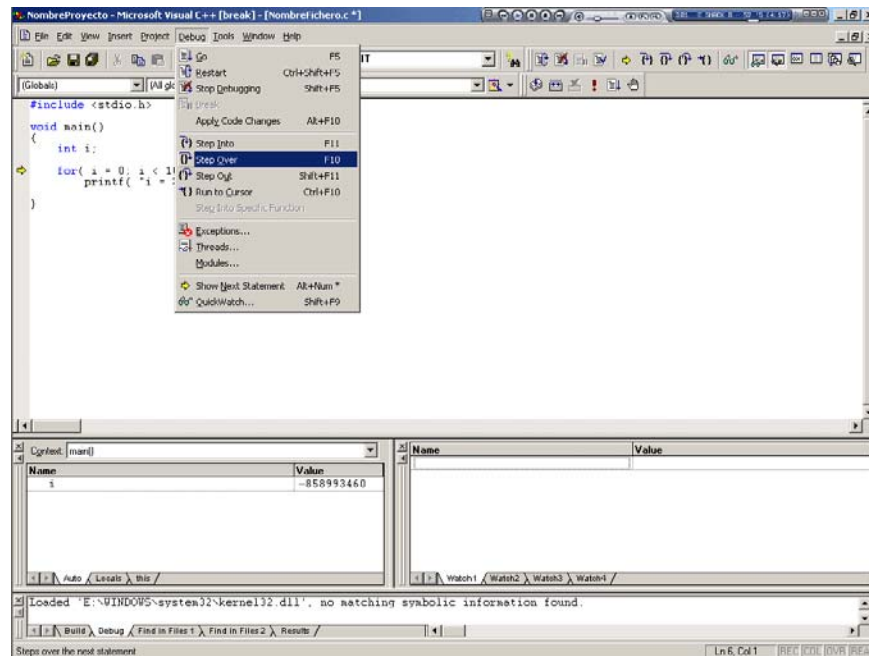 NombreProyecto - Microsoft Visual C++ [break] - [NombreFichero.c *]
File Edit View Insert Project Debug Tools Window Help
(Globals)
[All
Go F5
Restart Ctrl+Shift+F5
Stop Debugging Shift+F5
Break
Apply Code Changes Alt+F10
Step Into F11
Step Over F10
Step Out Shift+F11
Run to Cursor Ctrl+F10
Step Into Specific Function
Exceptions...
Threads...
Modules...
Show Next Statement Alt+Num *
QuickWatch... Shift+F9
#include <stdio.h>
void main()
{
int i;
for( i = 0; i <
printf( "i =
}
Context: main()
Name Value
i -858993460
Auto Locals this
Name Value
Watch1 Watch2 Watch3 Watch4
Loaded 'E:\WINDOWS\system32\kernel32.dll', no matching symbolic information found.
Build Debug Find in Files 1 Find in Files 2 Results
Steps over the next statement
Ln 6, Col 1 REC COL OVR REA